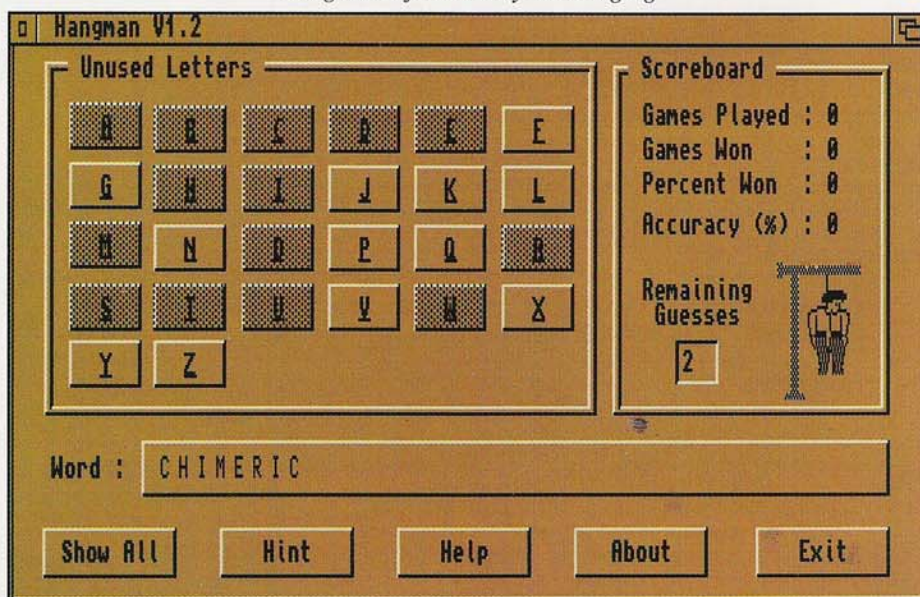 Hangman V1.2
Unused Letters
A B C D E F
G H I J K L
M N O P Q R
S T U V W X
Y Z
Scoreboard
Games Played : 0
Games Won : 0
Percent Won : 0
Accuracy (%) : 0
Remaining
Guesses
2
Word : CHIMERIC
Show All Hint Help About Exit